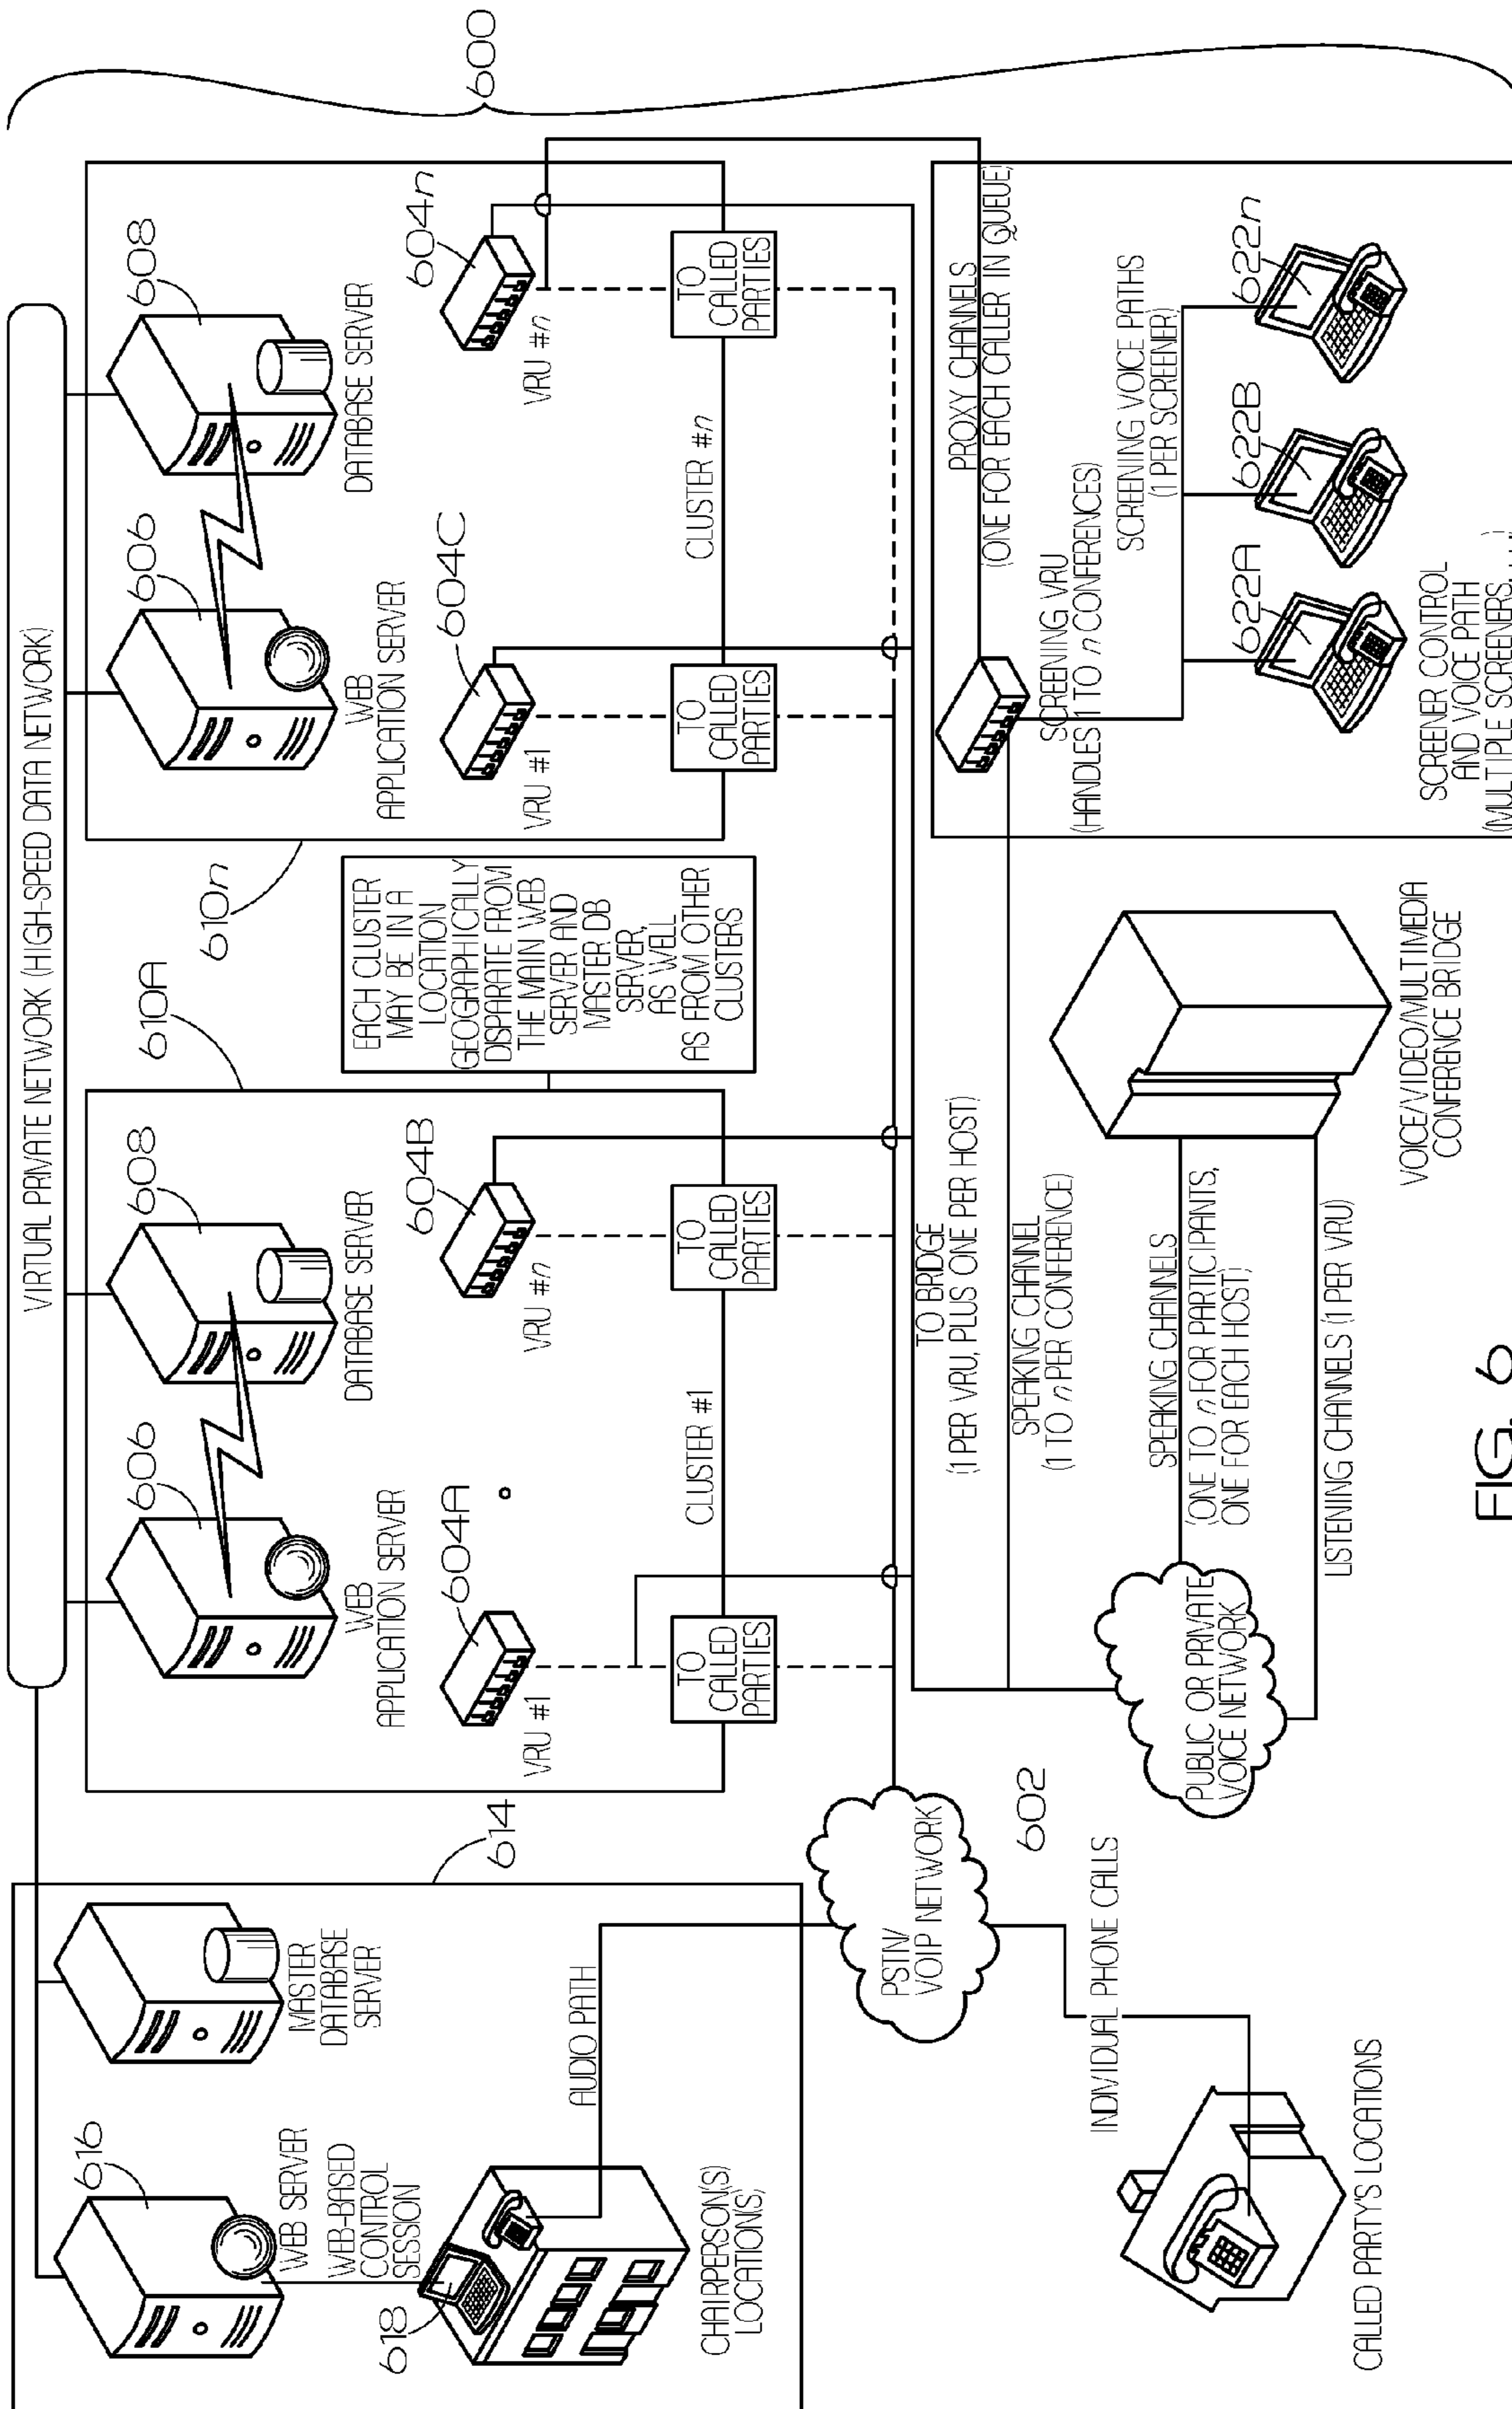 600
VIRTUAL PRIVATE NETWORK (HIGH-SPEED DATA NETWORK)
616
WEB SERVER
WEB-BASED
CONTROL
SESSION
618
CHAIRPERSON(S)
LOCATION(S)
MASTER
DATABASE
SERVER
614
AUDIO PATH
610A
606
WEB
APPLICATION SERVER
608
DATABASE SERVER
604A
VRU #1
604B
VRU #n
TO
CALLED
PARTIES
CLUSTER #1
TO
CALLED
PARTIES
EACH CLUSTER
MAY BE IN A
LOCATION
GEOGRAPHICALLY
DISPARATE FROM
THE MAIN WEB
SERVER AND
MASTER DB
SERVER,
AS WELL
AS FROM OTHER
CLUSTERS
610n
606
WEB
APPLICATION SERVER
608
DATABASE SERVER
604C
VRU #1
604n
VRU #n
TO
CALLED
PARTIES
CLUSTER #n
TO
CALLED
PARTIES
PSTN/
VOIP NETWORK
602
INDIVIDUAL PHONE CALLS
CALLED PARTY'S LOCATIONS
TO BRIDGE
(1 PER VRU, PLUS ONE PER HOST)
SPEAKING CHANNEL
(1 TO n PER CONFERENCE)
PUBLIC OR PRIVATE
VOICE NETWORK
SPEAKING CHANNELS
(ONE TO n FOR PARTICIPANTS,
ONE FOR EACH HOST)
LISTENING CHANNELS (1 PER VRU)
VOICE/VIDEO/MULTIMEDIA
CONFERENCE BRIDGE
PROXY CHANNELS
(ONE FOR EACH CALLER IN QUEUE)
SCREENING VRU
(HANDLES 1 TO n CONFERENCES)
SCREENING VOICE PATHS
(1 PER SCREENER)
622A
622B
622n
SCREENER CONTROL
AND VOICE PATH
(MULTIPLE SCREENERS...)
FIG. 6